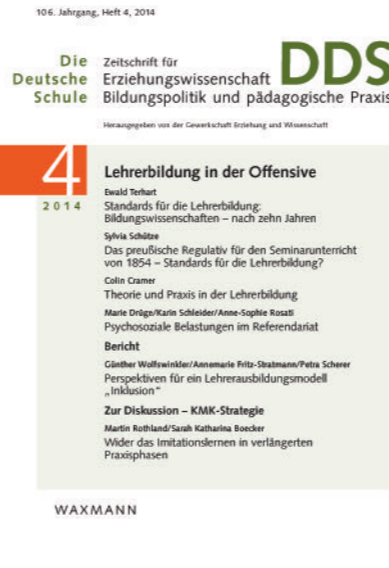 106. Jahrgang, Heft 4, 2014
Die
Deutsche
Schule
Zeitschrift für
Erziehungswissenschaft
Bildungspolitik und pädagogische Praxis
DDS
Herausgegeben von der Gewerkschaft Erziehung und Wissenschaft
4
2014
Lehrerbildung in der Offensive
Ewald Terhart
Standards für die Lehrerbildung:
Bildungswissenschaften – nach zehn Jahren
Sylvia Schütze
Das preußische Regulativ für den Seminarunterricht
von 1854 – Standards für die Lehrerbildung?
Colin Cramer
Theorie und Praxis in der Lehrerbildung
Marie Drüge/Karin Schleider/Anne-Sophie Rosati
Psychosoziale Belastungen im Referendariat
Bericht
Günther Wolfswinkler/Annemarie Fritz-Stratmann/Petra Scherer
Perspektiven für ein Lehrerausbildungsmodell
„Inklusion“
Zur Diskussion – KMK-Strategie
Martin Rothland/Sarah Katharina Boecker
Wider das Imitationslernen in verlängerten
Praxisphasen
WAXMANN